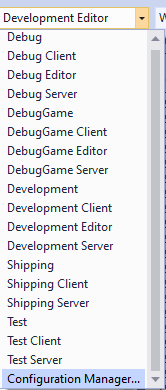 Development Editor
Debug
Debug Client
Debug Editor
Debug Server
DebugGame
DebugGame Client
DebugGame Editor
DebugGame Server
Development
Development Client
Development Editor
Development Server
Shipping
Shipping Client
Shipping Server
Test
Test Client
Test Server
Configuration Manager...